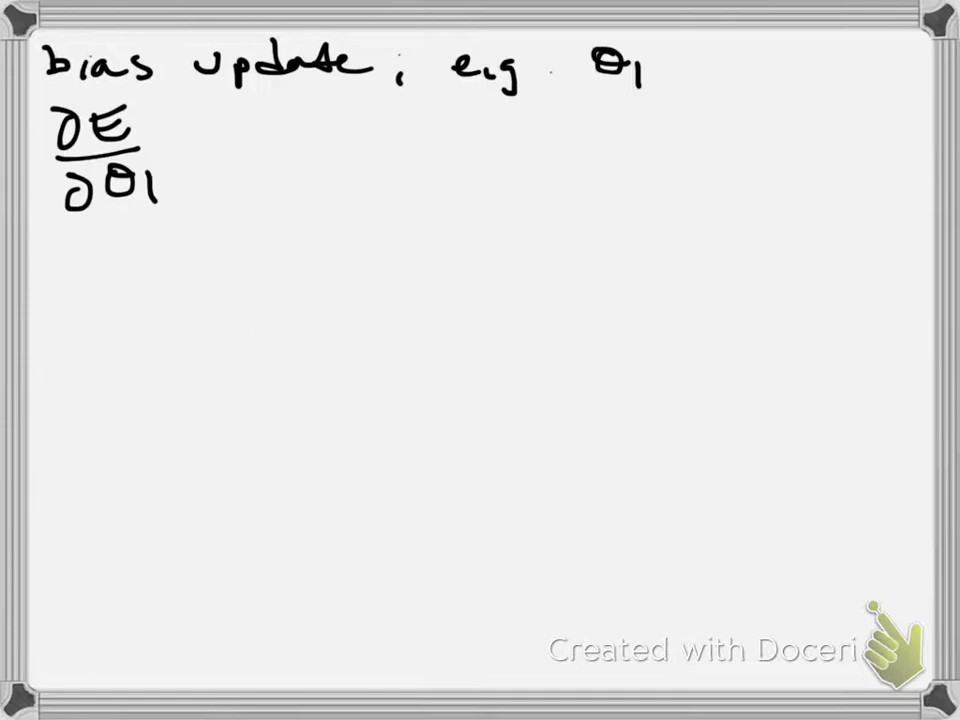 bias update; e.g. θ1
∂E
∂θ1
Created with Doceri